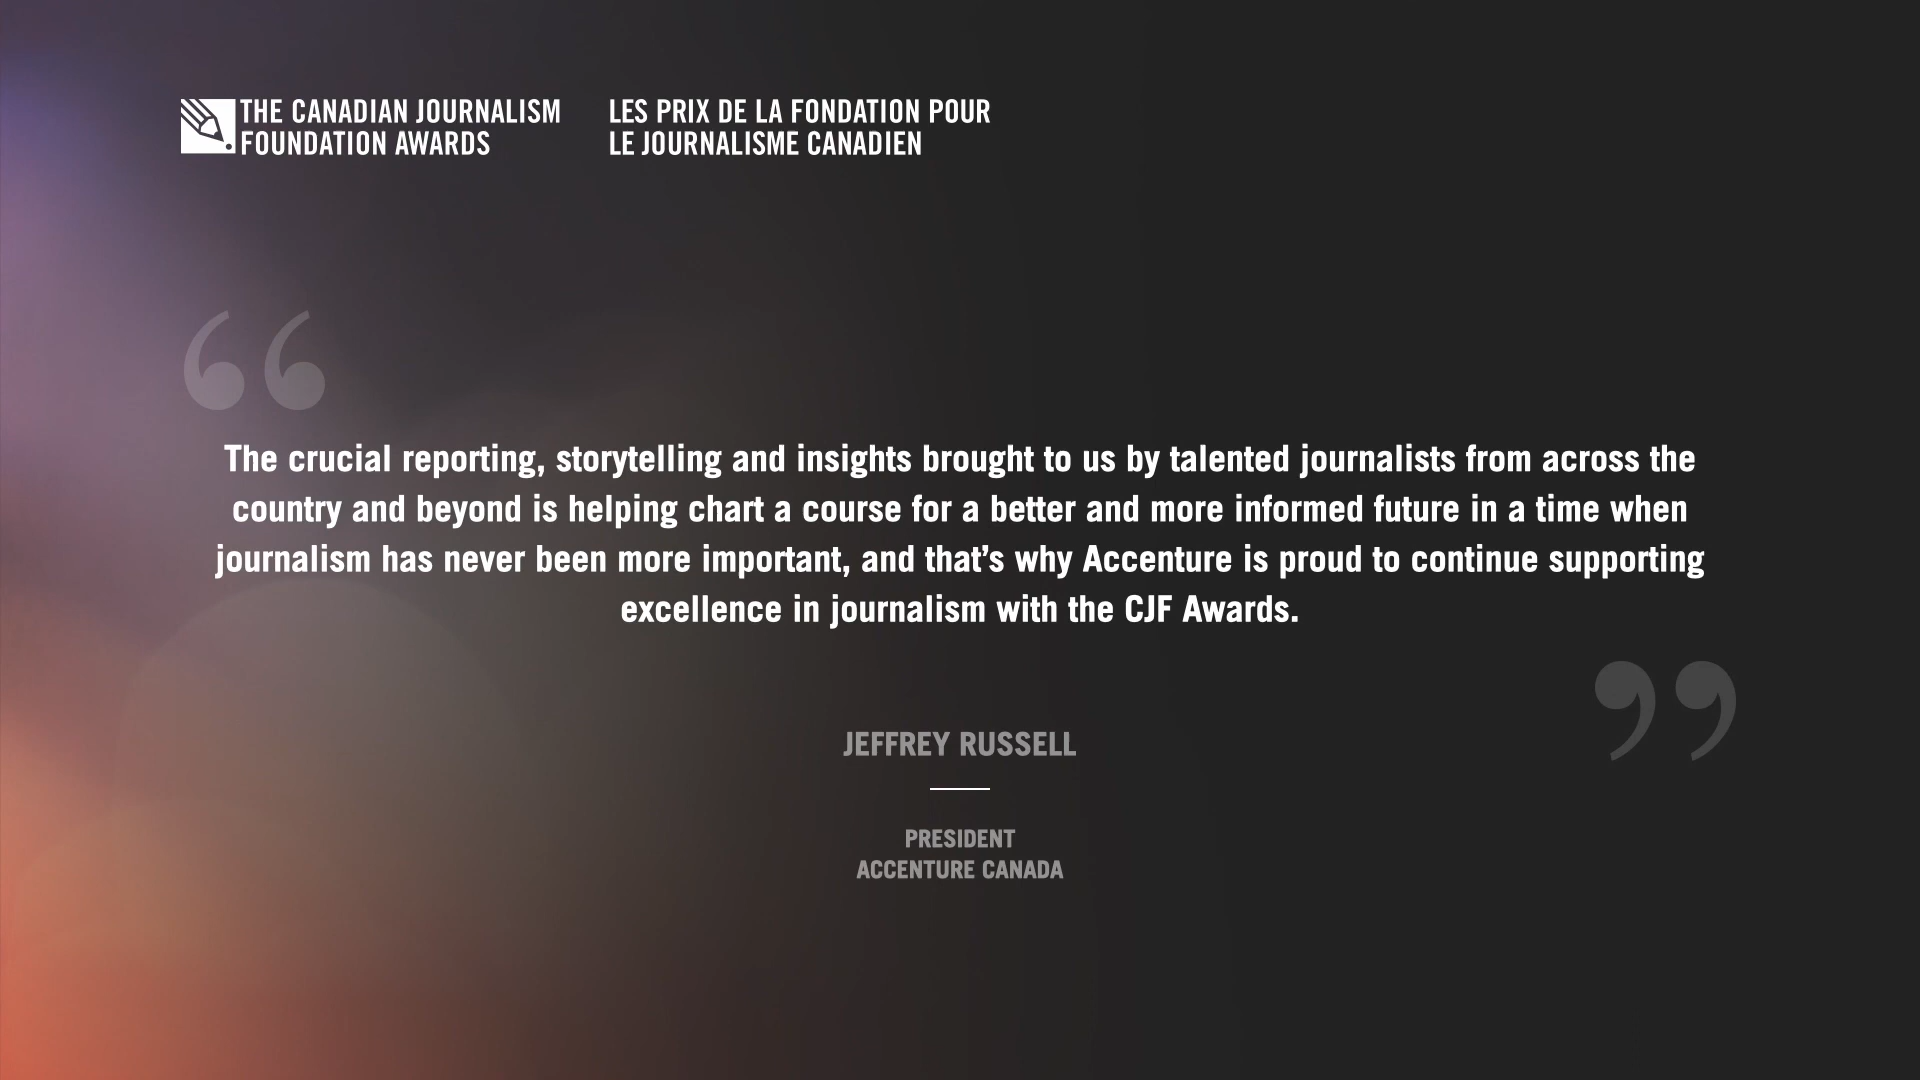 THE CANADIAN JOURNALISM
FOUNDATION AWARDS
LES PRIX DE LA FONDATION POUR
LE JOURNALISME CANADIEN
“
The crucial reporting, storytelling and insights brought to us by talented journalists from across the
country and beyond is helping chart a course for a better and more informed future in a time when
journalism has never been more important, and that’s why Accenture is proud to continue supporting
excellence in journalism with the CJF Awards.
”
JEFFREY RUSSELL
PRESIDENT
ACCENTURE CANADA